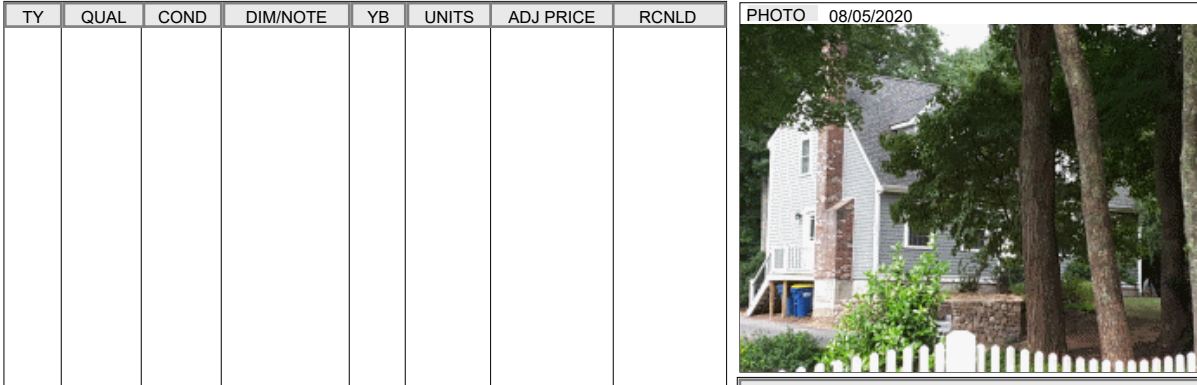 TY QUAL COND DIM/NOTE YB UNITS ADJ PRICE RCNLD
PHOTO 08/05/2020